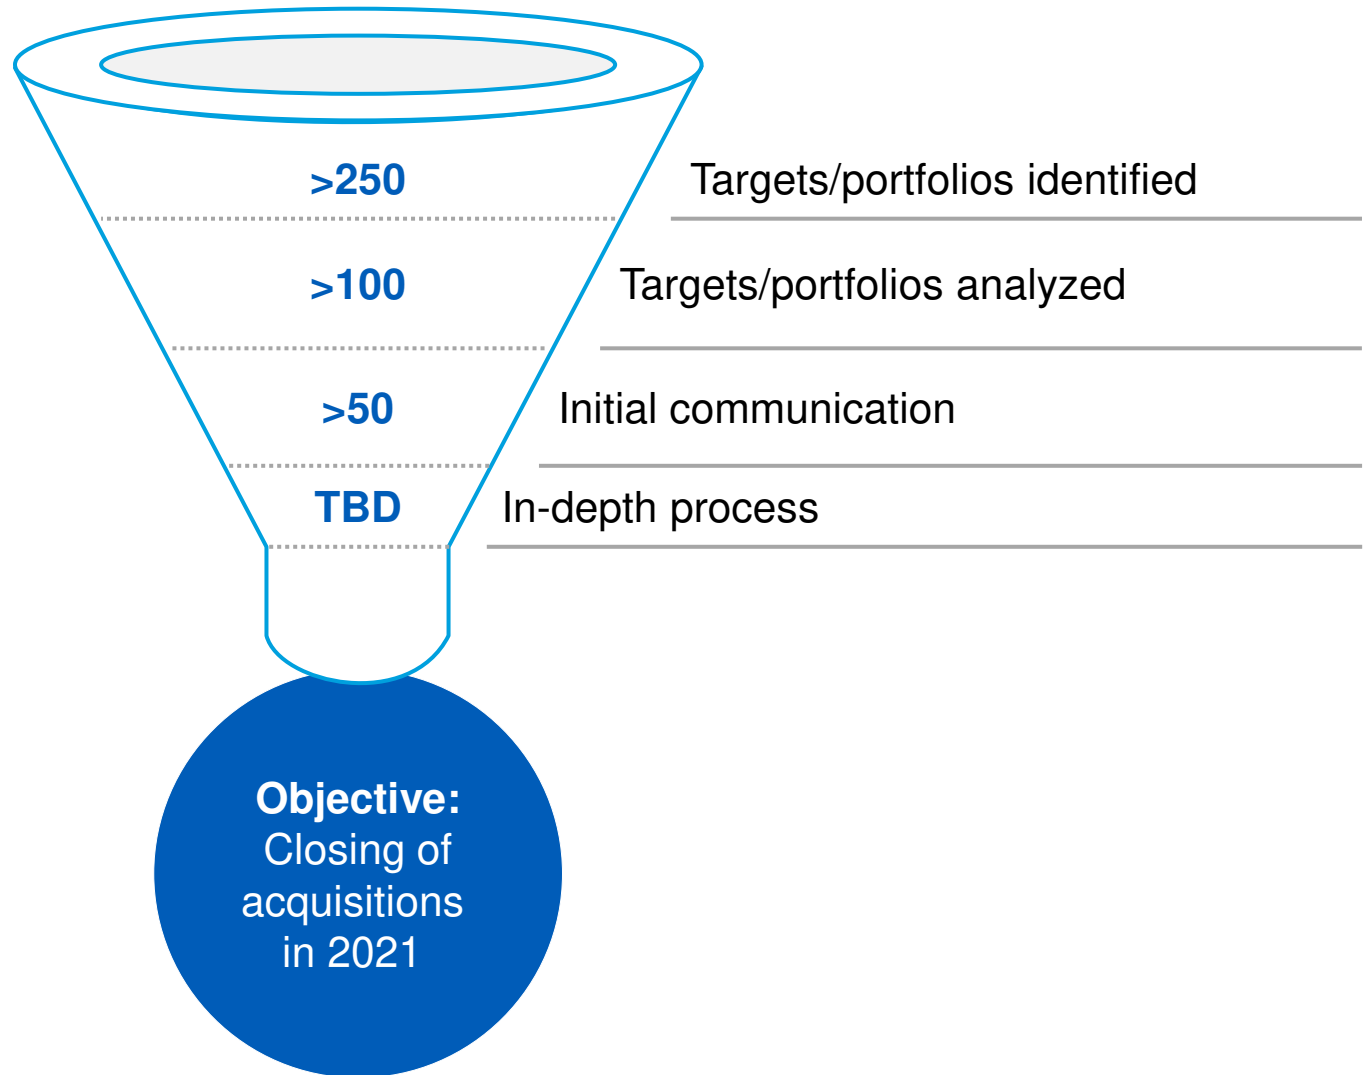 >250 Targets/portfolios identified
>100 Targets/portfolios analyzed
>50 Initial communication
TBD In-depth process
Objective:
Closing of
acquisitions
in 2021